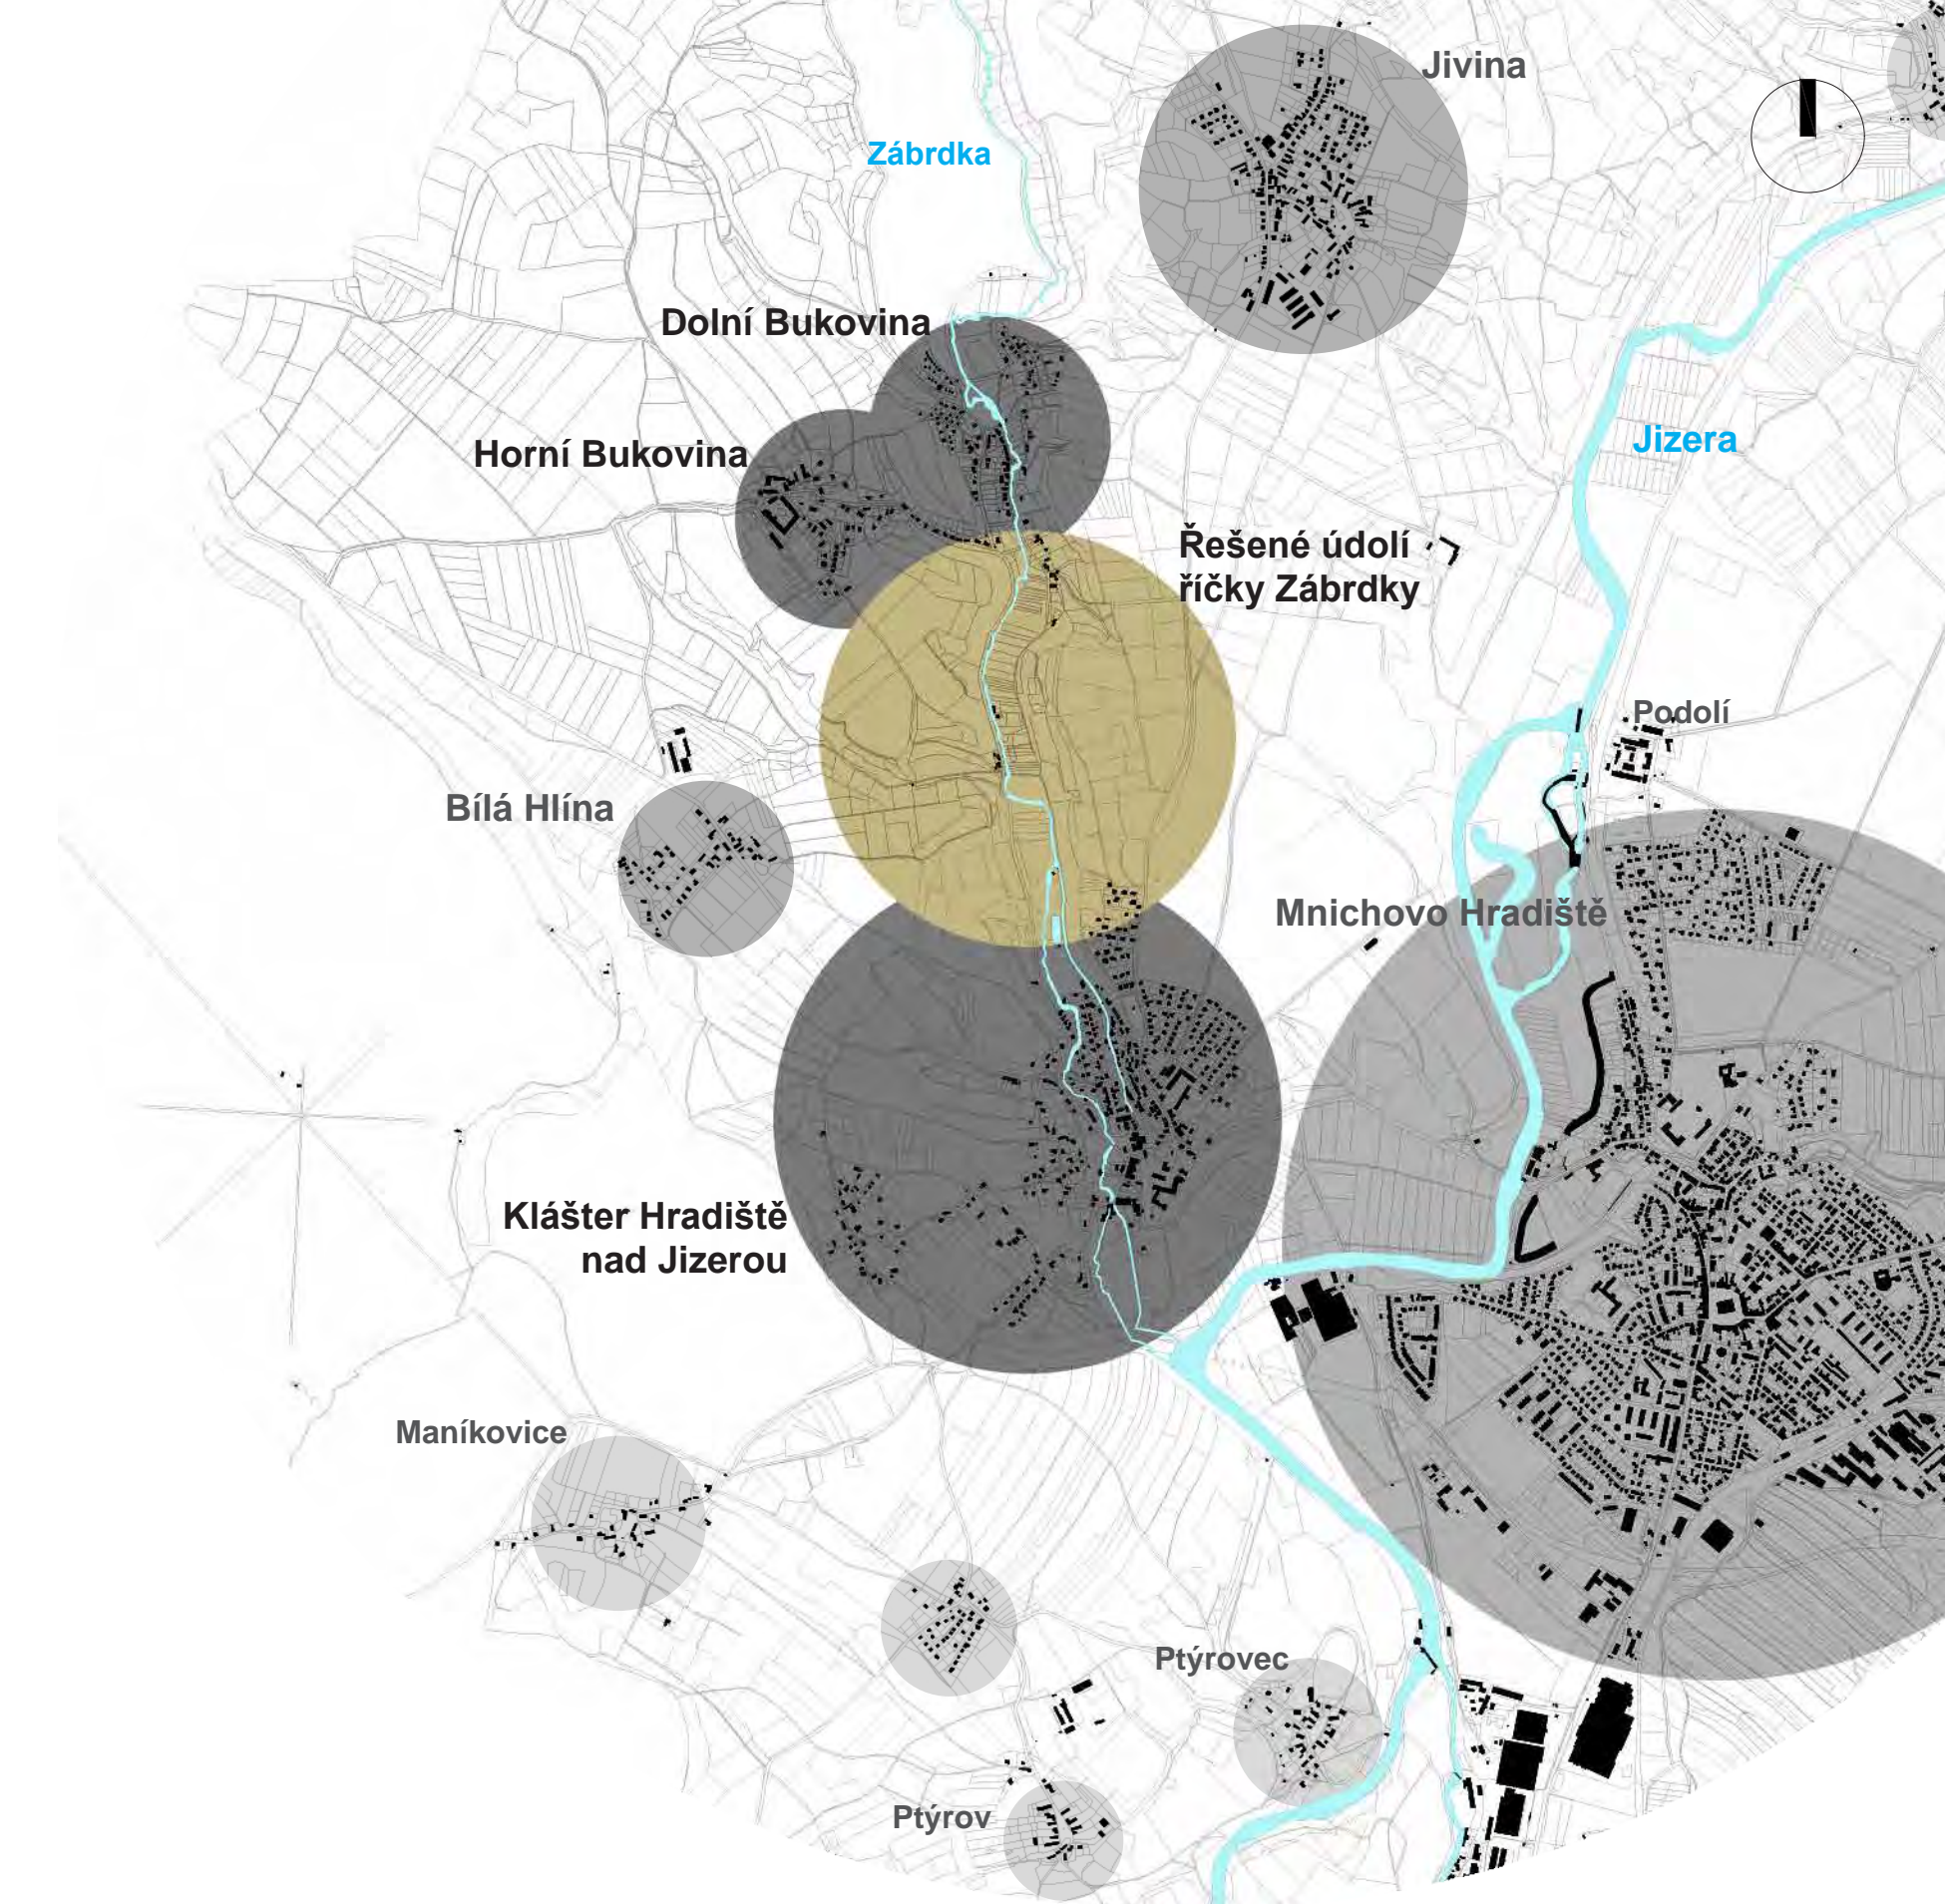 Jivina
Zábrdka
Dolní Bukovina
Jizera
Horní Bukovina
Řešené údolí
říčky Zábrdky
Podolí
Bílá Hlína
Mnichovo Hradiště
Klášter Hradiště
nad Jizerou
Maníkovice
Ptýrovec
Ptýrov